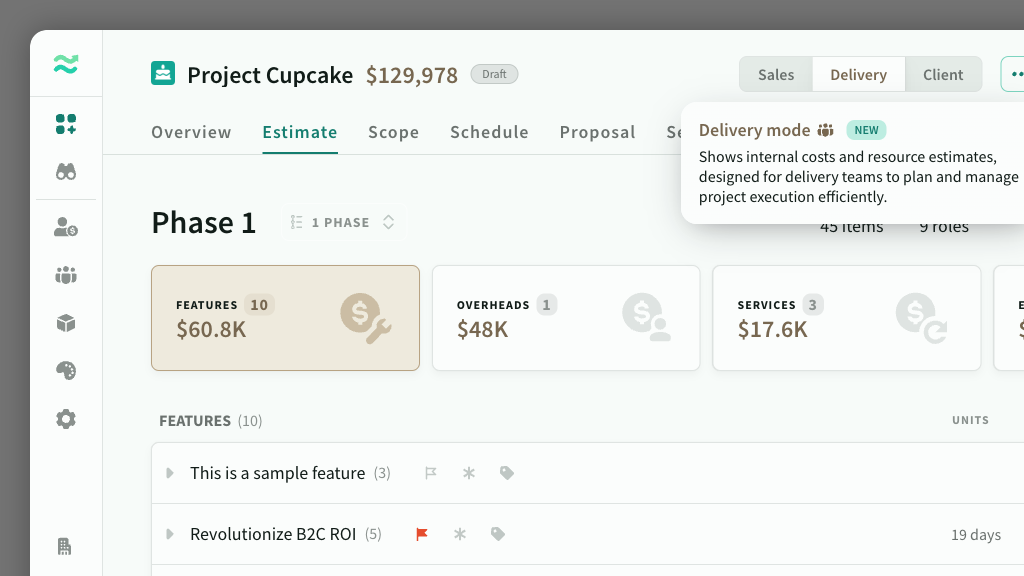 Project Cupcake $129,978 Draft
Sales Delivery Client
Overview Estimate Scope Schedule Proposal
Delivery mode NEW
Shows internal costs and resource estimates,
designed for delivery teams to plan and manage
project execution efficiently.
Phase 1 1 PHASE
45 items 9 roles
FEATURES 10
$60.8K
OVERHEADS 1
$48K
SERVICES 3
$17.6K
FEATURES (10) UNITS
This is a sample feature (3)
Revolutionize B2C ROI (5) 19 days